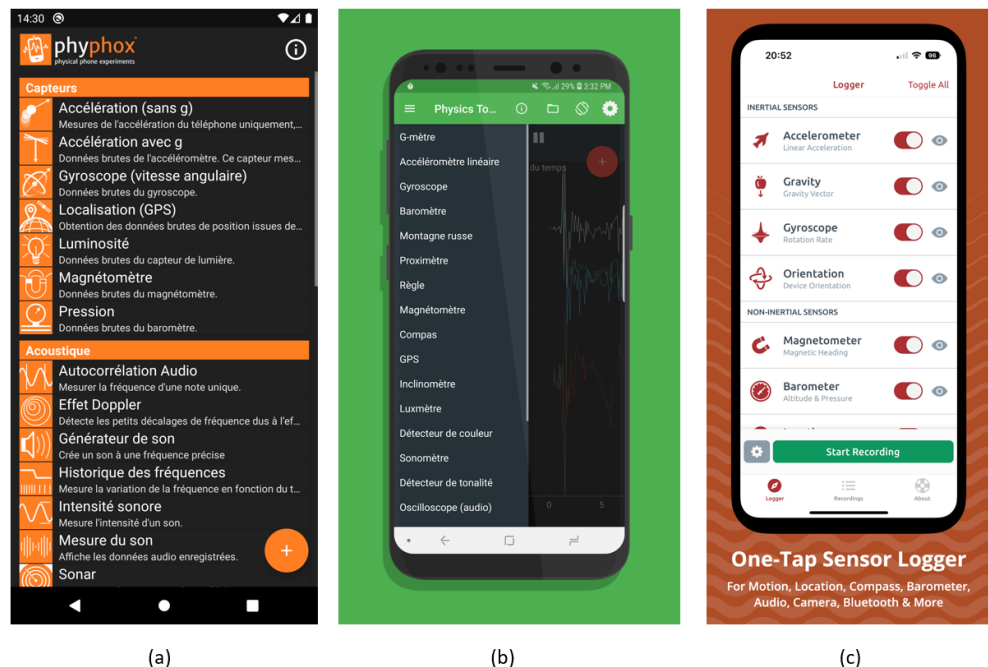 14:30
phyphox
physical phone experiments
Capteurs
Accélération (sans g)
Mesures de l'accélération du téléphone uniquement,...
Accélération avec g
Données brutes de l'accéléromètre. Ce capteur mes...
Gyroscope (vitesse angulaire)
Données brutes du gyroscope.
Localisation (GPS)
Obtention des données brutes de position issues de...
Luminosité
Données brutes du capteur de lumière.
Magnétomètre
Données brutes du magnétomètre.
Pression
Données brutes du baromètre.
Acoustique
Autocorrélation Audio
Mesurer la fréquence d'une note unique.
Effet Doppler
Détecte les petits décalages de fréquence dus à l'ef...
Générateur de son
Crée un son à une fréquence précise
Historique des fréquences
Mesure la variation de la fréquence en fonction du t...
Intensité sonore
Mesure l'intensité d'un son.
Mesure du son
Affiche les données audio enregistrées.
Sonar
+
(a)
29% 3:32 PM
Physics To...
G-mètre
du temps
+
Accéléromètre linéaire
Gyroscope
Baromètre
Montagne russe
Proximètre
Règle
Magnétomètre
Compas
GPS
Inclinomètre
Luxmètre
Détecteur de couleur
Sonomètre
Détecteur de tonalité
Oscilloscope (audio)
0 5
(b)
20:52
96
Logger
Toggle All
INERTIAL SENSORS
Accelerometer
Linear Acceleration
Gravity
Gravity Vector
Gyroscope
Rotation Rate
Orientation
Device Orientation
NON-INERTIAL SENSORS
Magnetometer
Magnetic Heading
Barometer
Altitude & Pressure
Start Recording
Logger
Recordings
About
One-Tap Sensor Logger
For Motion, Location, Compass, Barometer,
Audio, Camera, Bluetooth & More
(c)